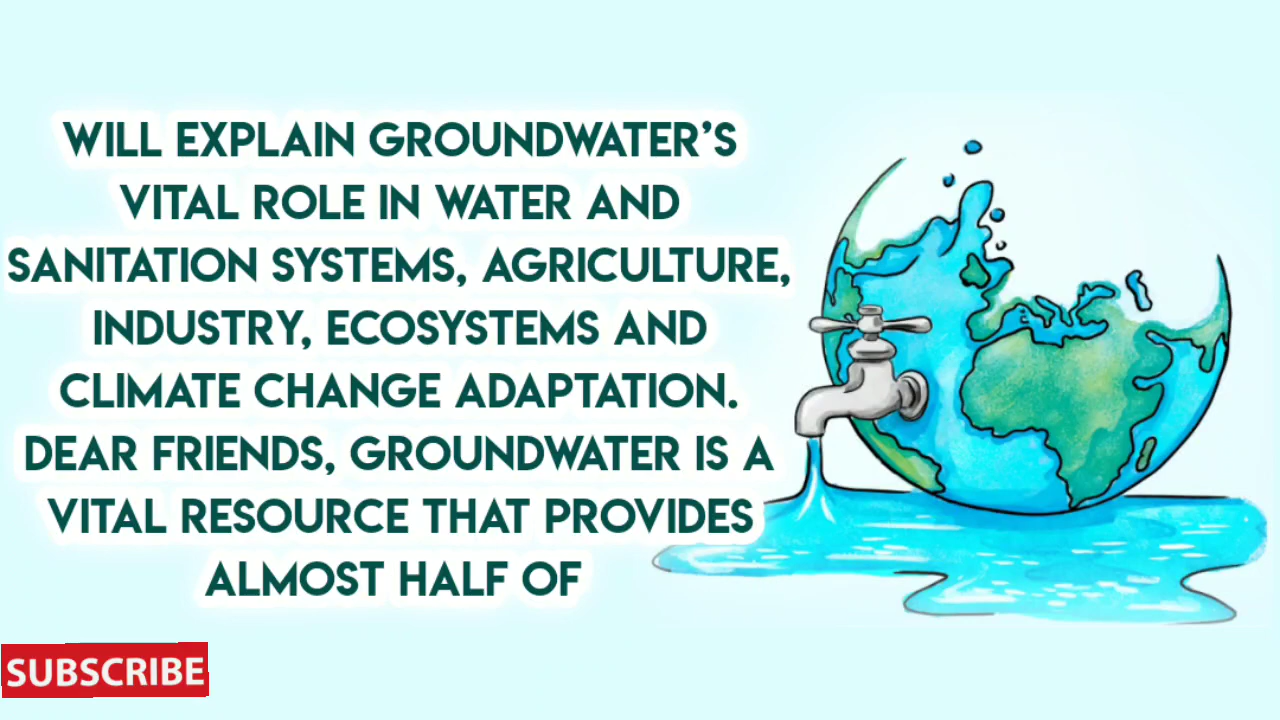 WILL EXPLAIN GROUNDWATER'S
VITAL ROLE IN WATER AND
SANITATION SYSTEMS, AGRICULTURE,
INDUSTRY, ECOSYSTEMS AND
CLIMATE CHANGE ADAPTATION.
DEAR FRIENDS, GROUNDWATER IS A
VITAL RESOURCE THAT PROVIDES
ALMOST HALF OF
SUBSCRIBE